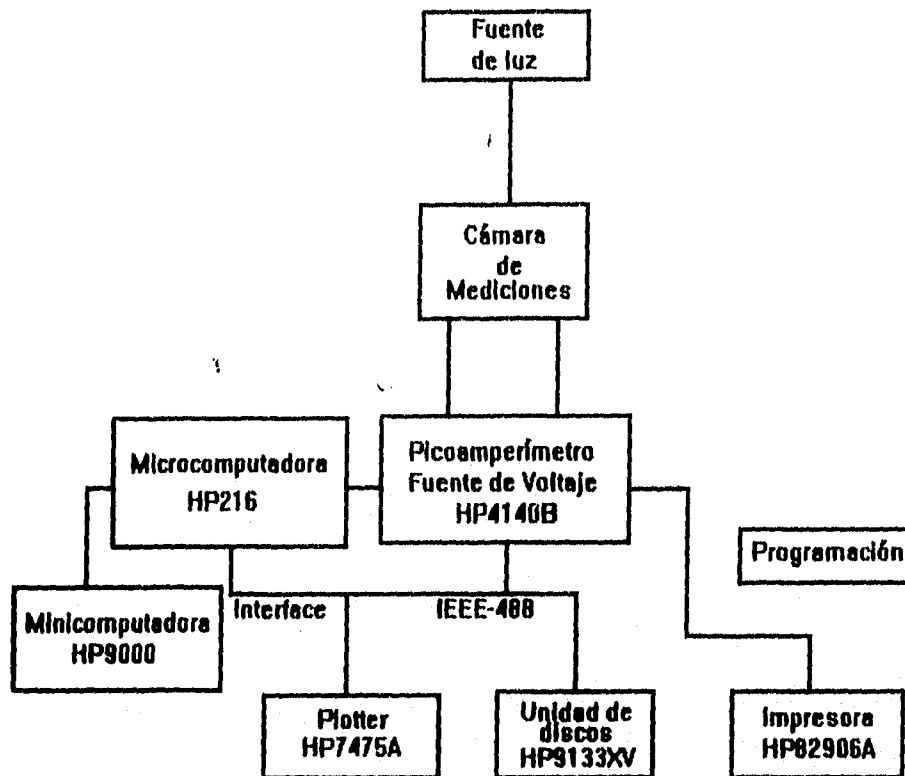 Fuente
de luz
Cámara
de
Mediciones
Microcomputadora
HP216
Picoamperímetro
Fuente de Voltaje
HP4140B
Programación
Minicomputadora
HP9000
Interface
IEEE-488
Plotter
HP7475A
Unidad de
discos
HP9133XV
Impresora
HP82906A